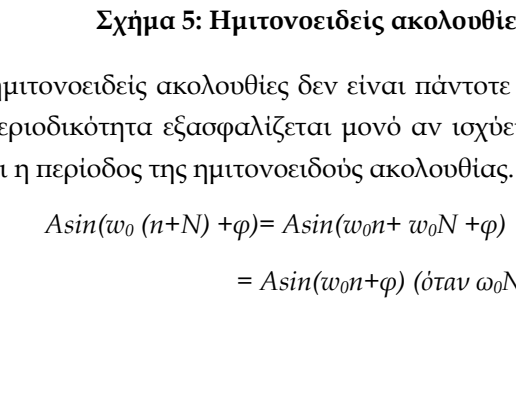 Σχήμα 5: Ημιτονοειδείς ακολουθίε
ημιτονοειδείς ακολουθίες δεν είναι πάντοτε
εριοδικότητα εξασφαλίζεται μονό αν ισχύε
ι η περίοδος της ημιτονοειδούς ακολουθίας.
Asin(w₀ (n+N) +φ)= Asin(w₀n+ w₀N +φ)
= Asin(w₀n+φ) (όταν ω₀N